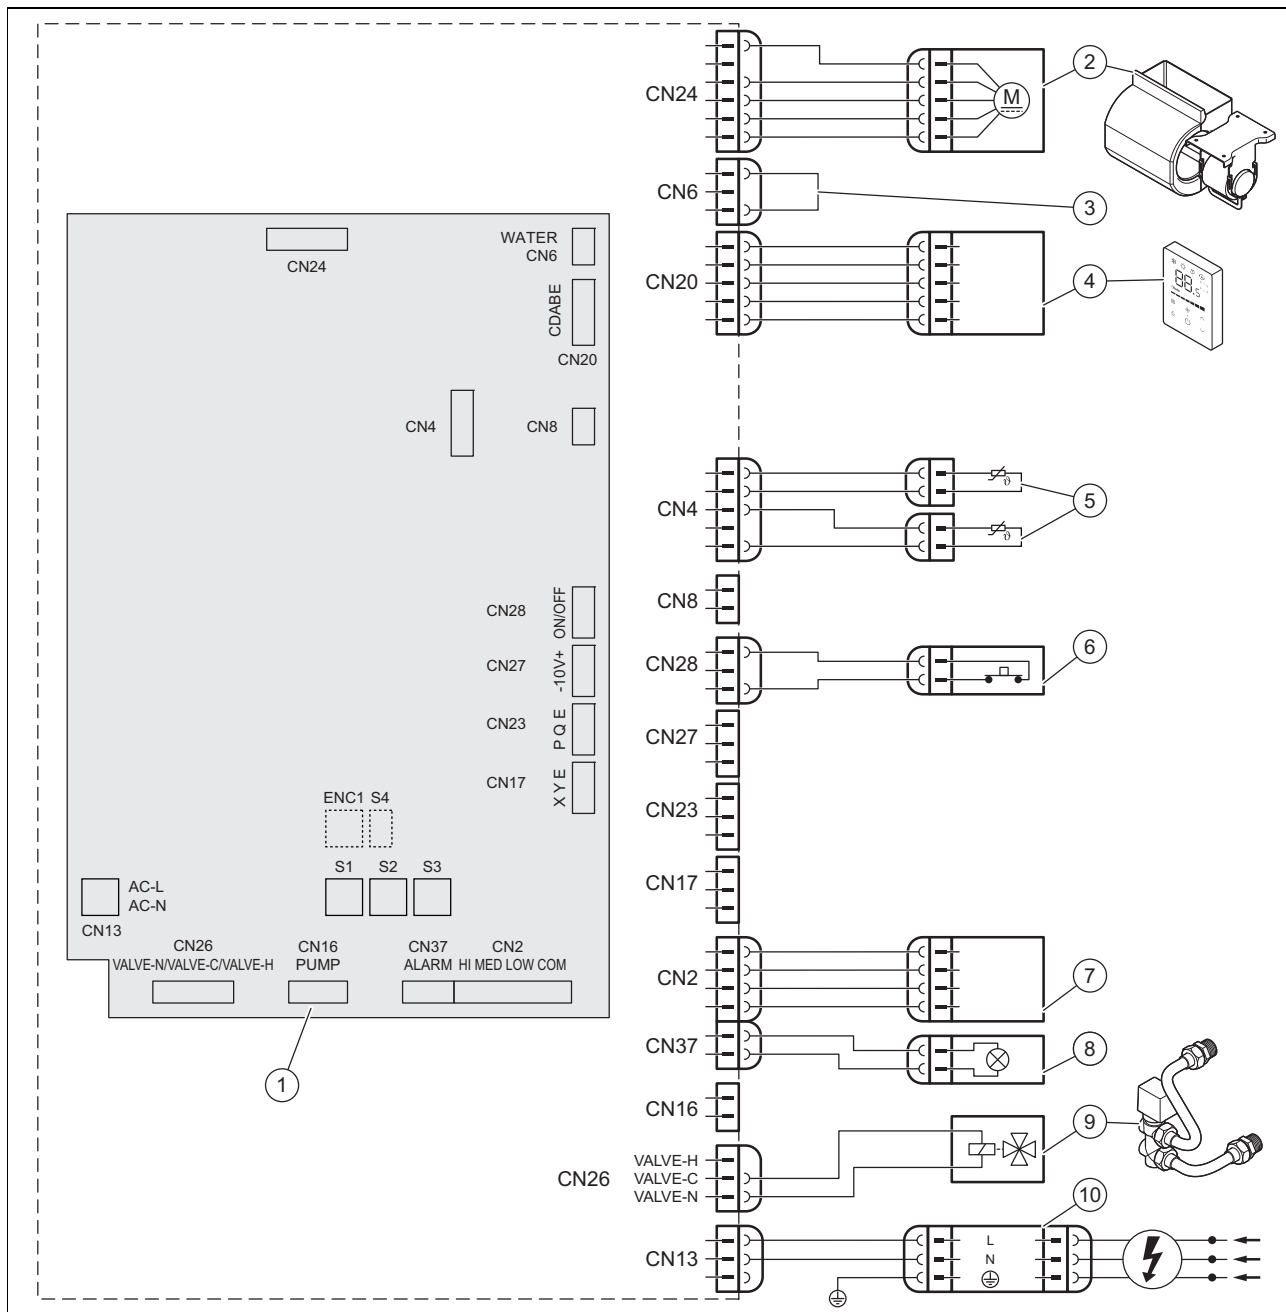 CN24
M
2
CN6
3
CN20
4
88.5
CN24
WATER
CN6
CDABE
CN20
CN4
CN8
CN4
ϑ
ϑ
5
CN8
CN28
ON/OFF
CN28
6
CN27
-10V+
CN27
CN23
P Q E
CN23
CN17
X Y E
CN17
ENC1
S4
S1
S2
S3
AC-L
AC-N
CN13
CN26
VALVE-N/VALVE-C/VALVE-H
CN16
PUMP
CN37
ALARM
CN2
HI MED LOW COM
1
CN2
7
CN37
8
CN16
9
CN26
VALVE-H
VALVE-C
VALVE-N
10
CN13
L
N